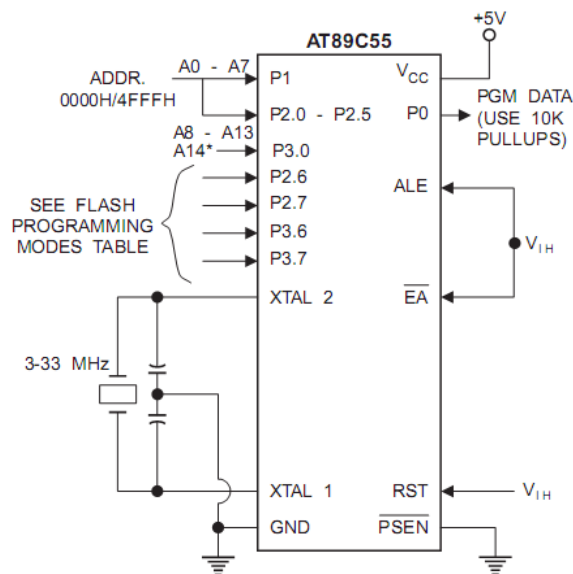 AT89C55
+5V
A0 - A7
ADDR.
0000H/4FFFH
P1
VCC
P2.0 - P2.5
P0
PGM DATA
(USE 10K
PULLUPS)
A8 - A13
A14*
P3.0
P2.6
ALE
SEE FLASH
PROGRAMMING
MODES TABLE
P2.7
P3.6
VIH
P3.7
XTAL 2
EA
3-33 MHz
XTAL 1
RST
VIH
GND
PSEN